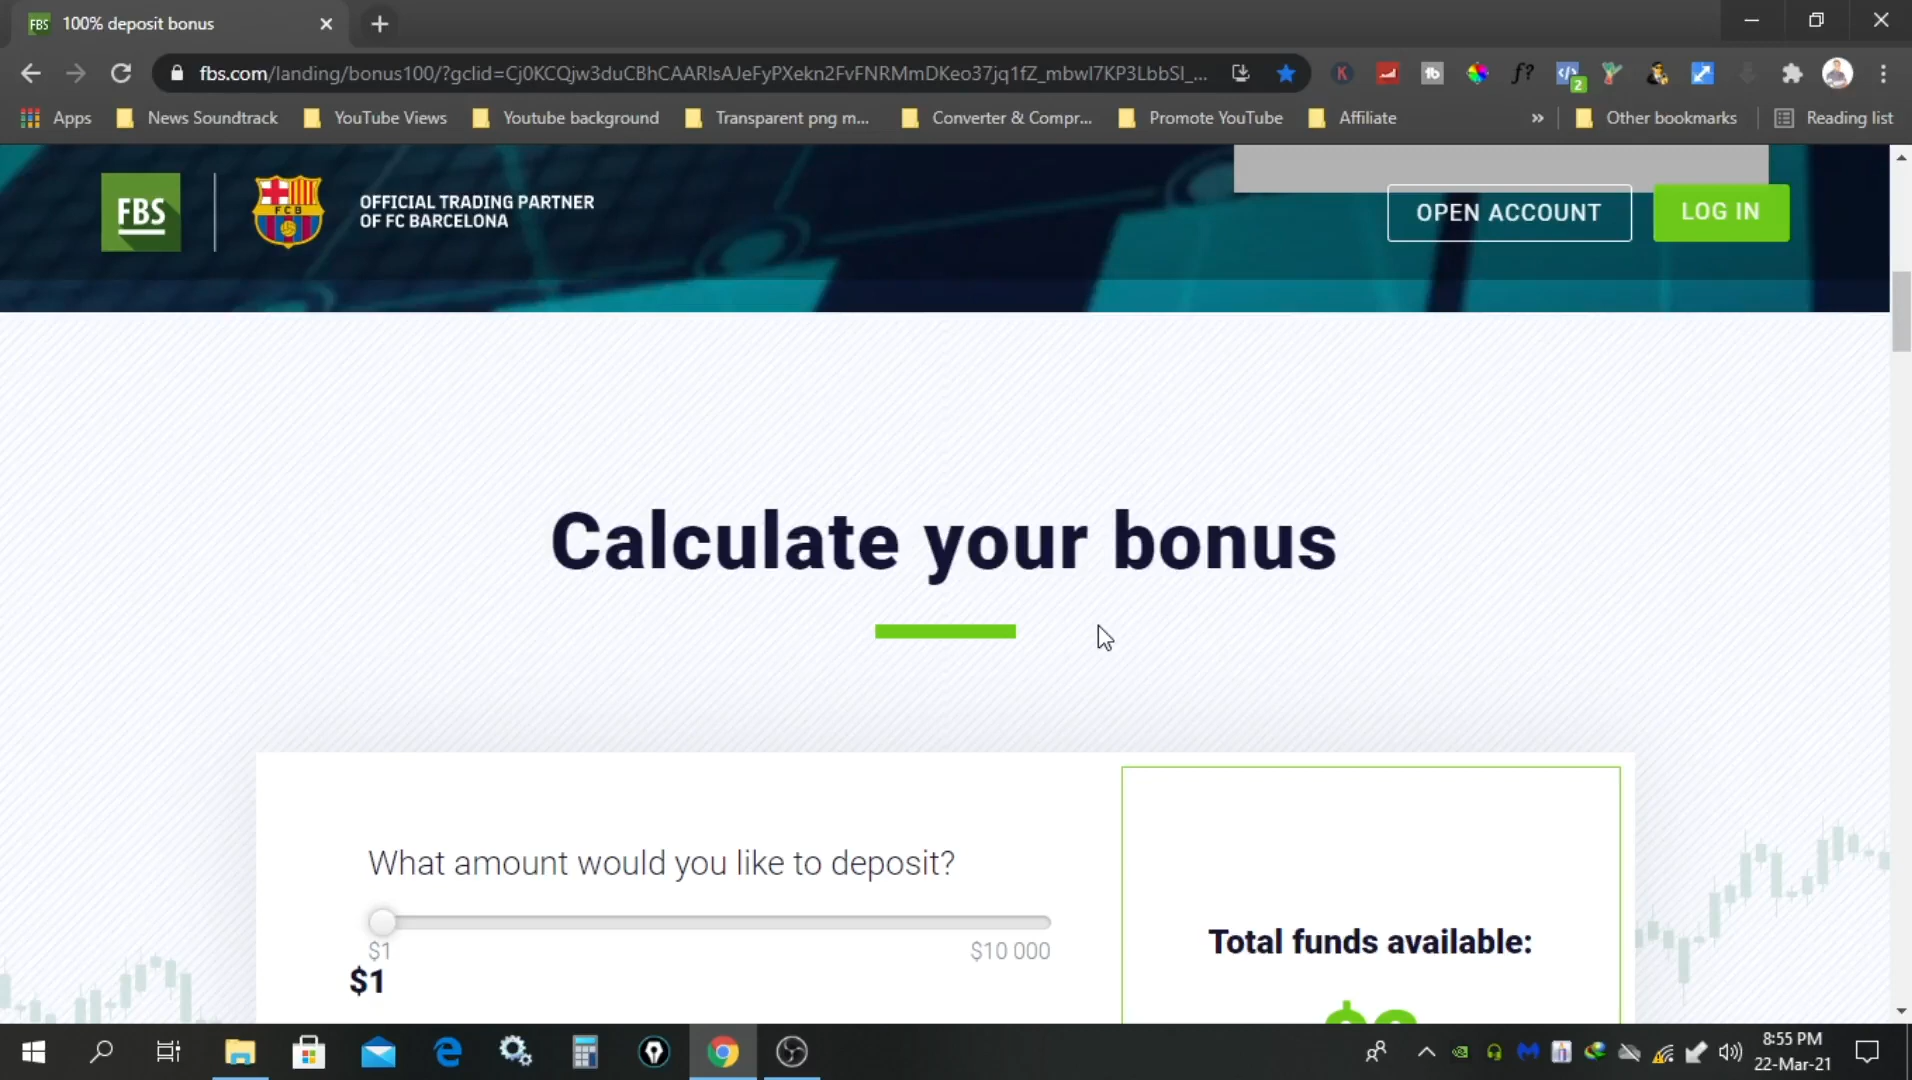 FBS
100% deposit bonus
fbs.com/landing/bonus100/?gclid=Cj0KCQjw3duCBhCAARIsAJeFyPXekn2FvFNRMmDKeo37jq1fZ_mbwI7KP3LbbSI_...
2
Apps
News Soundtrack
YouTube Views
Youtube background
Transparent png m...
Converter & Compr...
Promote YouTube
Affiliate
»
Other bookmarks
Reading list
FBS
FCB
OFFICIAL TRADING PARTNER
OF FC BARCELONA
OPEN ACCOUNT
LOG IN
Calculate your bonus
What amount would you like to deposit?
$1
$10 000
$1
Total funds available:
8:55 PM
22-Mar-21